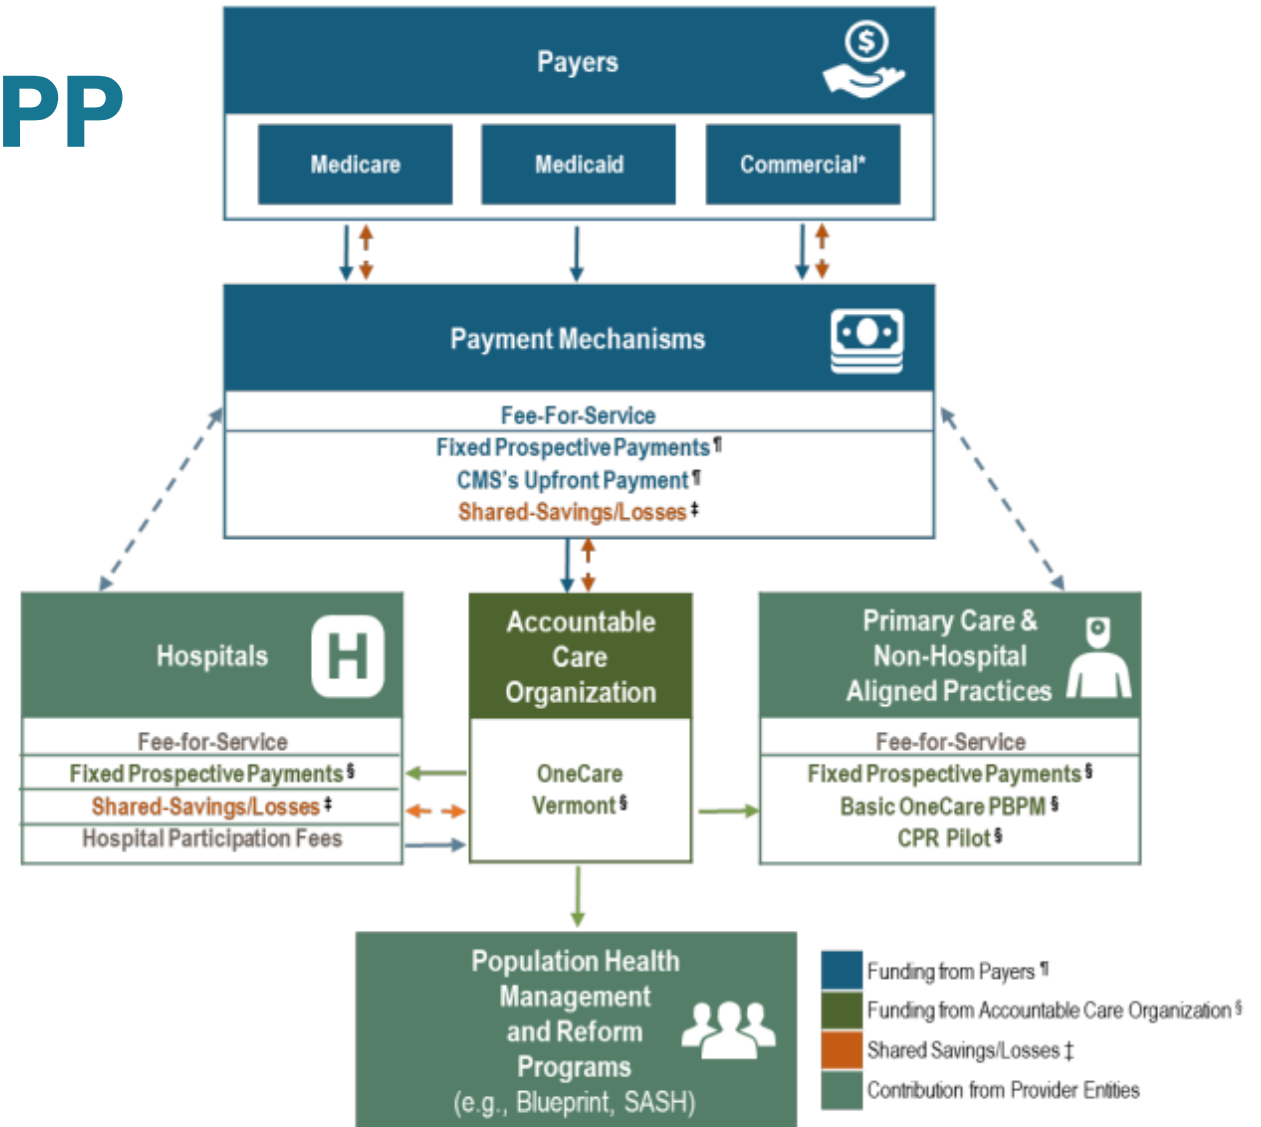 PP
Payers
$
Medicare
Medicaid
Commercial*
Payment Mechanisms
Fee-For-Service
Fixed Prospective Payments ¶
CMS's Upfront Payment ¶
Shared-Savings/Losses ‡
Hospitals
H
Fee-for-Service
Fixed Prospective Payments §
Shared-Savings/Losses ‡
Hospital Participation Fees
Accountable
Care
Organization
OneCare
Vermont §
Primary Care &
Non-Hospital
Aligned Practices
Fee-for-Service
Fixed Prospective Payments §
Basic OneCare PBPM §
CPR Pilot §
Population Health
Management
and Reform
Programs
(e.g., Blueprint, SASH)
Funding from Payers ¶
Funding from Accountable Care Organization §
Shared Savings/Losses ‡
Contribution from Provider Entities